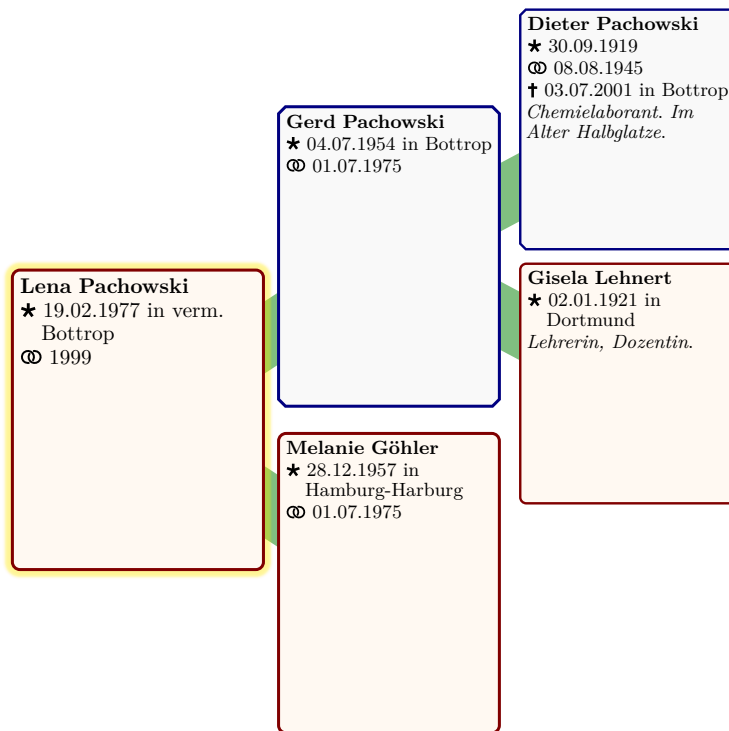 Dieter Pachowski
★ 30.09.1919
⚭ 08.08.1945
✝ 03.07.2001 in Bottrop
Chemielaborant. Im
Alter Halbglatze.
Gerd Pachowski
★ 04.07.1954 in Bottrop
⚭ 01.07.1975
Lena Pachowski
★ 19.02.1977 in verm.
Bottrop
⚭ 1999
Gisela Lehnert
★ 02.01.1921 in
Dortmund
Lehrerin, Dozentin.
Melanie Göhler
★ 28.12.1957 in
Hamburg-Harburg
⚭ 01.07.1975